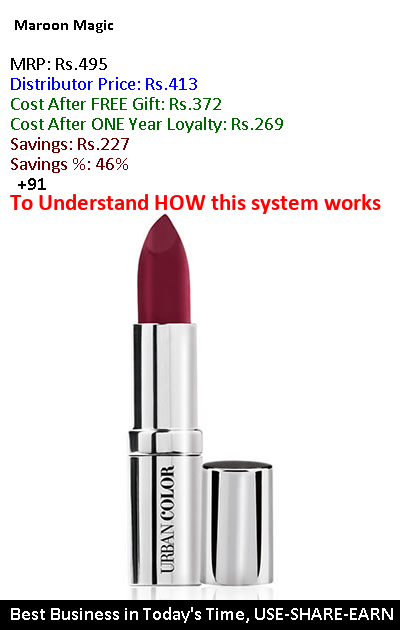 Maroon Magic
MRP: Rs.495
Distributor Price: Rs.413
Cost After FREE Gift: Rs.372
Cost After ONE Year Loyalty: Rs.269
Savings: Rs.227
Savings %: 46%
+91
To Understand HOW this system works
URBAN COLOR
Best Business in Today's Time, USE-SHARE-EARN